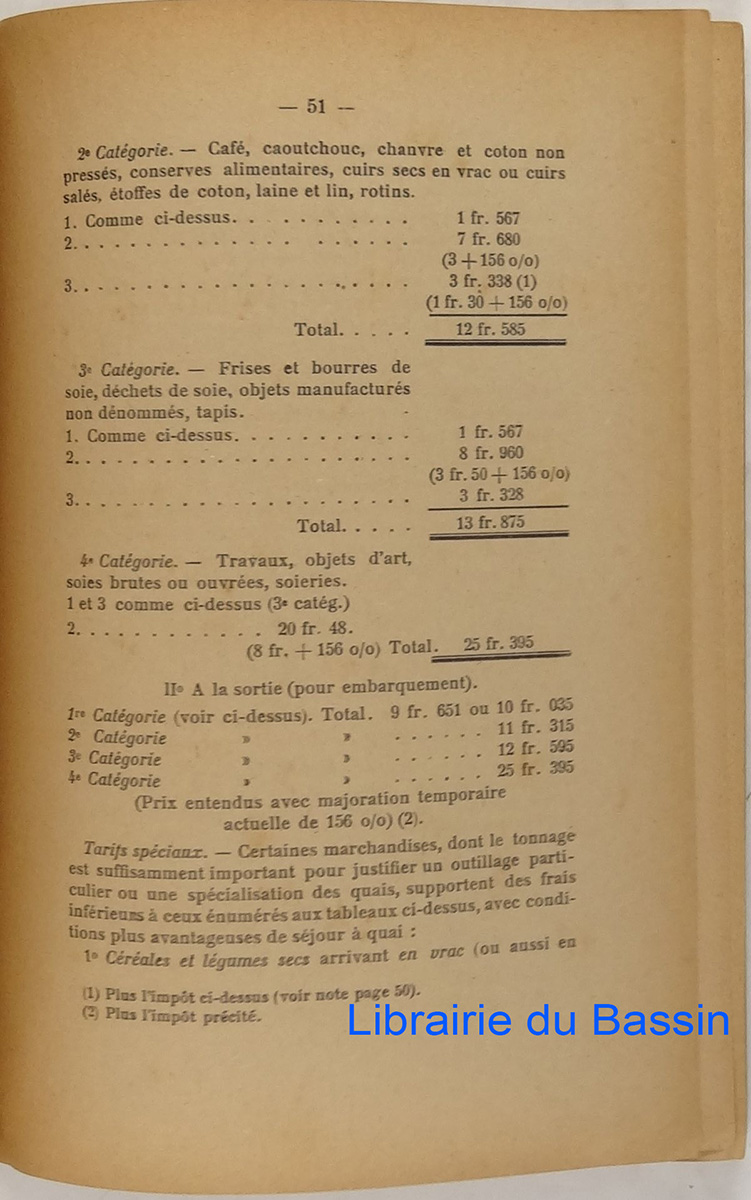 — 51 —
2e Catégorie. — Café, caoutchouc, chanvre et coton non
pressés, conserves alimentaires, cuirs secs en vrac ou cuirs
salés, étoffes de coton, laine et lin, rotins.
1. Comme ci-dessus. . . . . . . . . . . 1 fr. 567
2. . . . . . . . . . . . . . . . . . . 7 fr. 680
(3 + 156 o/o)
3. . . . . . . . . . . . . . . . . . . . 3 fr. 338 (1)
(1 fr. 30 + 156 o/o)
Total. . . . . 12 fr. 585
3e Catégorie. — Frises et bourres de
soie, déchets de soie, objets manufacturés
non dénommés, tapis.
1. Comme ci-dessus. . . . . . . . . . . 1 fr. 567
2. . . . . . . . . . . . . . . . . . . . 8 fr. 960
(3 fr. 50 + 156 o/o)
3. . . . . . . . . . . . . . . . . . . . 3 fr. 328
Total. . . . . 13 fr. 875
4e Catégorie. — Travaux, objets d'art,
soies brutes ou ouvrées, soieries.
1 et 3 comme ci-dessus (3e catég.)
2. . . . . . . . . . . . 20 fr. 48.
(8 fr. + 156 o/o) Total. 25 fr. 395
IIo A la sortie (pour embarquement).
1re Catégorie (voir ci-dessus). Total. 9 fr. 651 ou 10 fr. 035
2e Catégorie » » . . . . . . 11 fr. 315
3e Catégorie » » . . . . . . 12 fr. 595
4e Catégorie » » . . . . . . 25 fr. 395
(Prix entendus avec majoration temporaire
actuelle de 156 o/o) (2).
Tarifs spéciaux. — Certaines marchandises, dont le tonnage
est suffisamment important pour justifier un outillage parti-
culier ou une spécialisation des quais, supportent des frais
inférieurs à ceux énumérés aux tableaux ci-dessus, avec condi-
tions plus avantageuses de séjour à quai :
1o Céréales et légumes secs arrivant en vrac (ou aussi en
(1) Plus l'impôt ci-dessus (voir note page 50).
(2) Plus l'impôt précité.
Librairie du Bassin